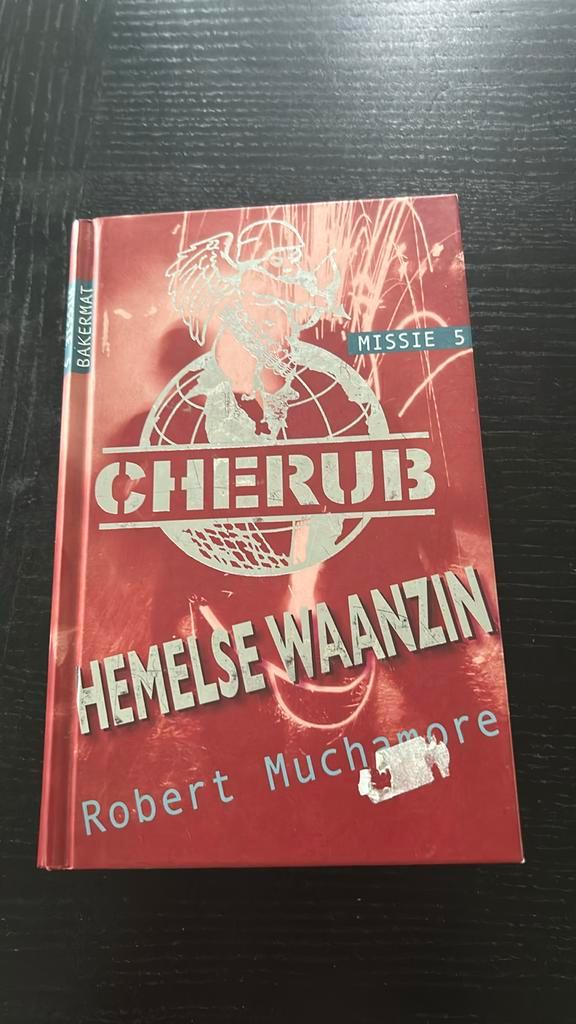 BAKERMAT
MISSIE 5
CHERUB
HEMELSE WAANZIN
Robert Muchamore